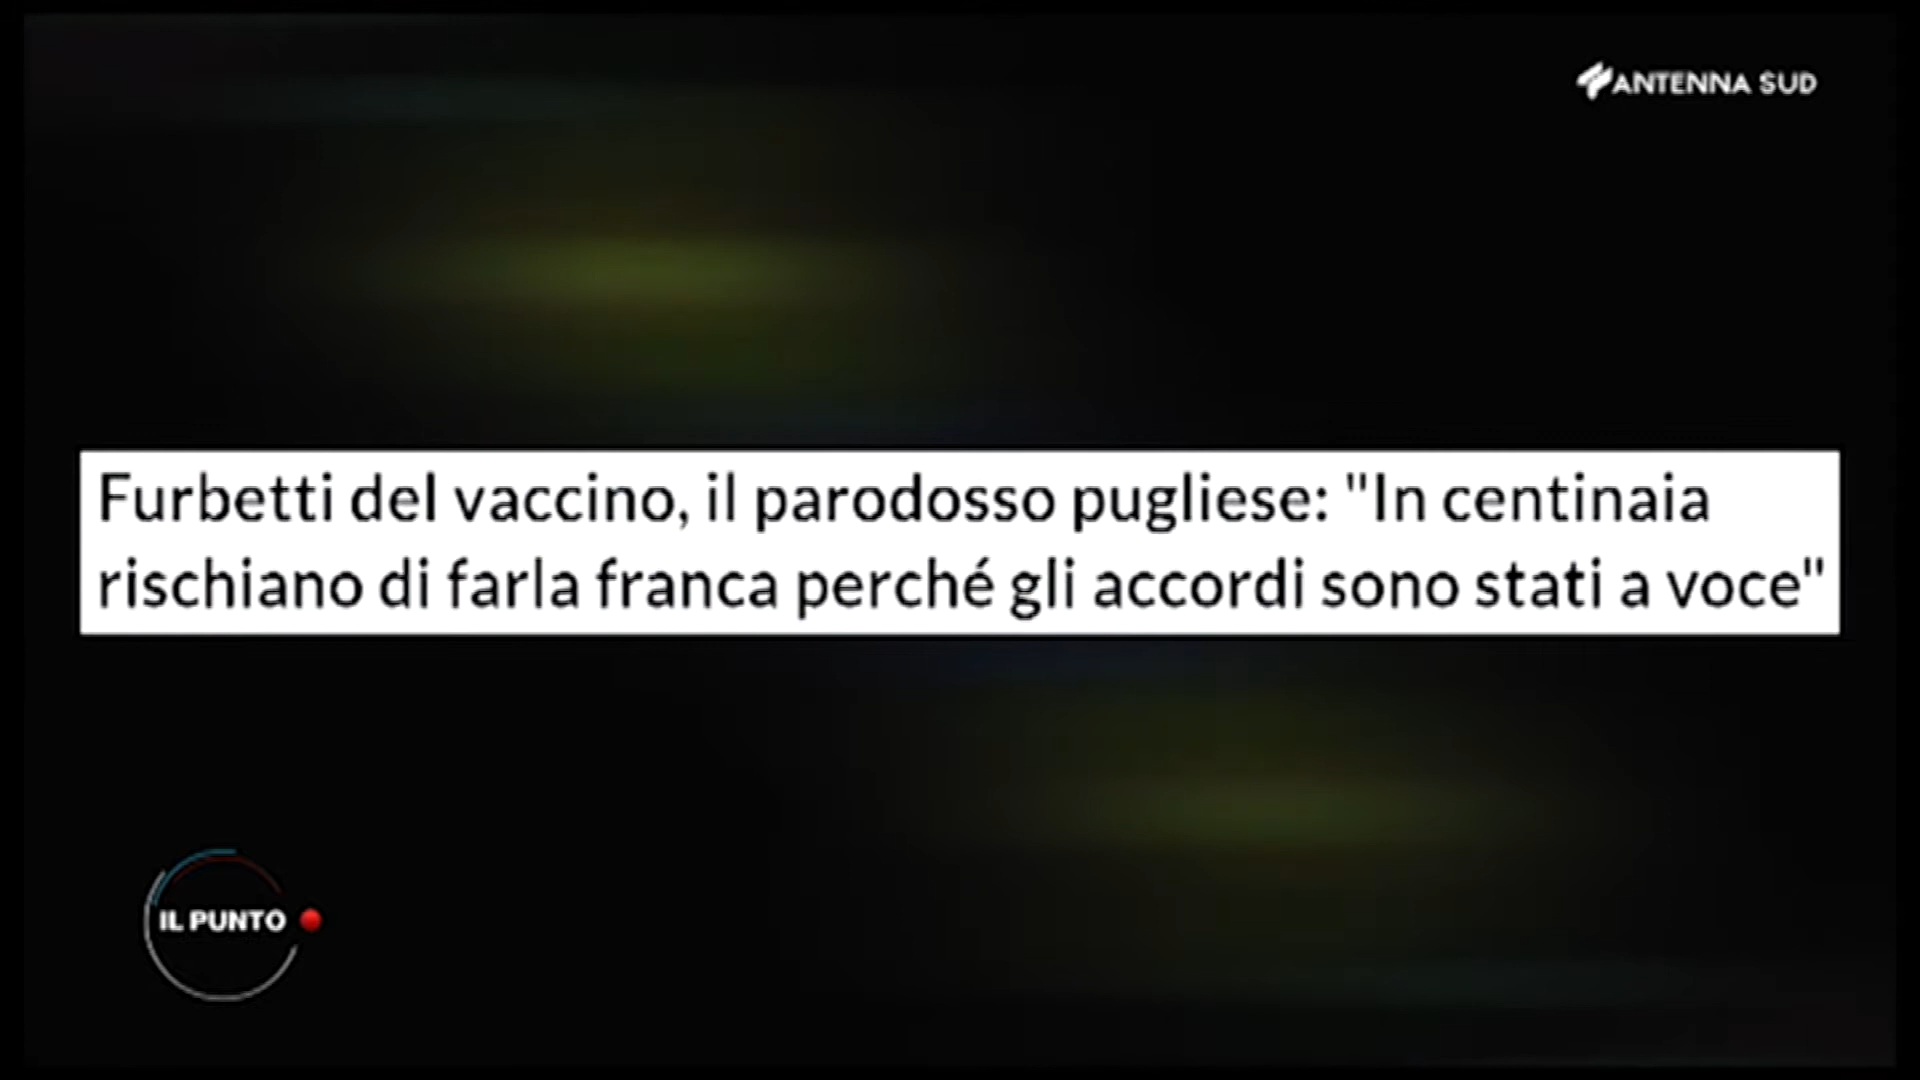 ANTENNA SUD
Furbetti del vaccino, il parodosso pugliese: "In centinaia
rischiano di farla franca perché gli accordi sono stati a voce"
IL PUNTO